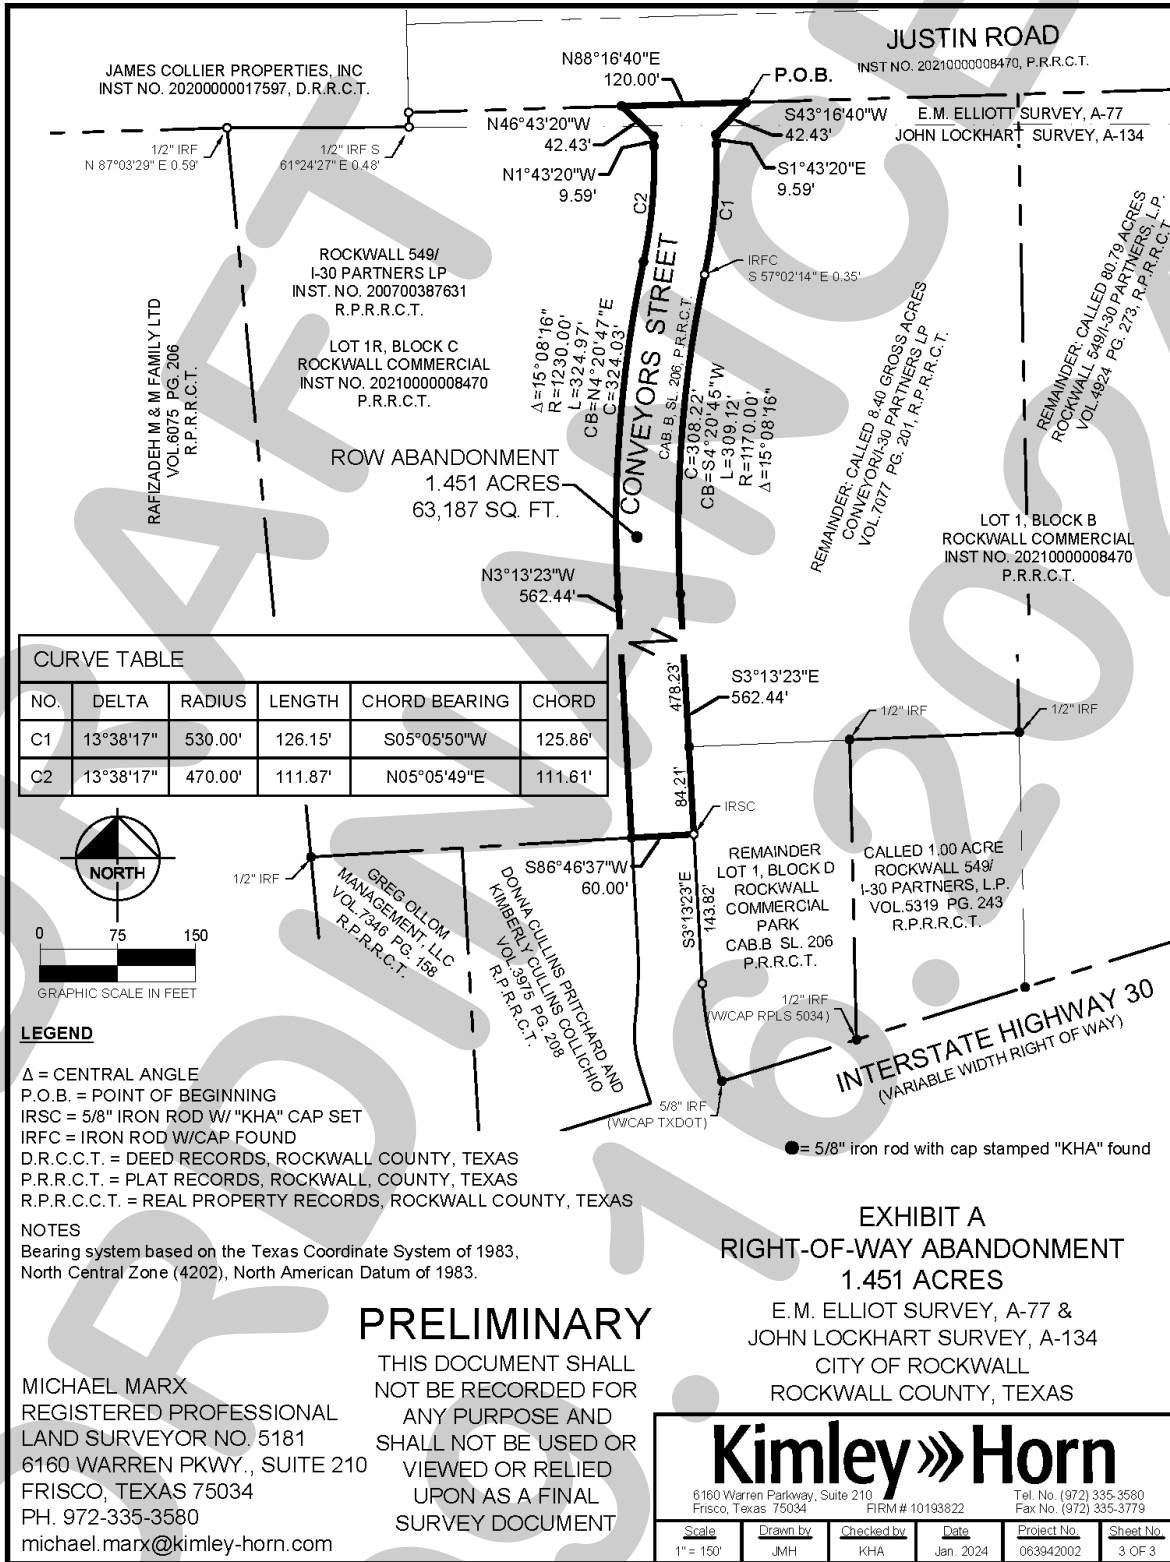 JUSTIN ROAD
INST NO. 20210000008470, P.R.R.C.T.
N88°16'40"E
120.00'
P.O.B.
JAMES COLLIER PROPERTIES, INC
INST NO. 20200000017597, D.R.R.C.T.
N46°43'20"W
42.43'
S43°16'40"W
42.43'
E.M. ELLIOTT SURVEY, A-77
JOHN LOCKHART SURVEY, A-134
1/2" IRF
N 87°03'29" E 0.59'
1/2" IRF S
61°24'27" E 0.48'
N1°43'20"W
9.59'
S1°43'20"E
9.59'
C2
C1
IRFC
S 57°02'14" E 0.35'
ROCKWALL 549/
I-30 PARTNERS LP
INST. NO. 200700387631
R.P.R.R.C.T.
LOT 1R, BLOCK C
ROCKWALL COMMERCIAL
INST NO. 20210000008470
P.R.R.C.T.
RAFIZADEH M & M FAMILY LTD
VOL.6075 PG. 206
R.P.R.R.C.T.
Δ=15°08'16"
R=1230.00'
L=324.97'
CB=N4°20'47"E
C=324.03'
CONVEYORS STREET
CAB. B, SL. 206, P.R.R.C.T.
C=308.22'
CB=S4°20'45"W
L=309.12'
R=1170.00'
Δ=15°08'16"
REMAINDER: CALLED 8.40 GROSS ACRES
CONVEYOR/I-30 PARTNERS LP
VOL.7077 PG. 201, R.P.R.R.C.T.
REMAINDER: CALLED 80.79 ACRES
ROCKWALL 549/I-30 PARTNERS, L.P.
VOL.4924 PG. 273, R.P.R.R.C.T.
ROW ABANDONMENT
1.451 ACRES
63,187 SQ. FT.
LOT 1, BLOCK B
ROCKWALL COMMERCIAL
INST NO. 20210000008470
P.R.R.C.T.
N3°13'23"W
562.44'
CURVE TABLE
NO. DELTA RADIUS LENGTH CHORD BEARING CHORD
C1 13°38'17" 530.00' 126.15' S05°05'50"W 125.86'
C2 13°38'17" 470.00' 111.87' N05°05'49"E 111.61'
478.23'
S3°13'23"E
562.44'
1/2" IRF
1/2" IRF
84.21'
IRSC
NORTH
1/2" IRF
S86°46'37"W
60.00'
GREG OLLOM
MANAGEMENT, LLC
VOL.7346 PG. 158
R.P.R.R.C.T.
DONNA CULLINS PRITCHARD AND
KIMBERLY CULLINS COLLICHIO
VOL.3975 PG. 208
R.P.R.R.C.T.
S3°13'23"E
143.82'
REMAINDER
LOT 1, BLOCK D
ROCKWALL
COMMERCIAL
PARK
CAB.B SL. 206
P.R.R.C.T.
CALLED 1.00 ACRE
ROCKWALL 549/
I-30 PARTNERS, L.P.
VOL.5319 PG. 243
R.P.R.R.C.T.
0 75 150
GRAPHIC SCALE IN FEET
1/2" IRF
(W/CAP RPLS 5034)
INTERSTATE HIGHWAY 30
(VARIABLE WIDTH RIGHT OF WAY)
5/8" IRF
(W/CAP TXDOT)
LEGEND
Δ = CENTRAL ANGLE
P.O.B. = POINT OF BEGINNING
IRSC = 5/8" IRON ROD W/ "KHA" CAP SET
IRFC = IRON ROD W/CAP FOUND
D.R.C.C.T. = DEED RECORDS, ROCKWALL COUNTY, TEXAS
P.R.R.C.T. = PLAT RECORDS, ROCKWALL, COUNTY, TEXAS
R.P.R.C.C.T. = REAL PROPERTY RECORDS, ROCKWALL COUNTY, TEXAS
= 5/8" iron rod with cap stamped "KHA" found
NOTES
Bearing system based on the Texas Coordinate System of 1983,
North Central Zone (4202), North American Datum of 1983.
EXHIBIT A
RIGHT-OF-WAY ABANDONMENT
1.451 ACRES
E.M. ELLIOT SURVEY, A-77 &
JOHN LOCKHART SURVEY, A-134
CITY OF ROCKWALL
ROCKWALL COUNTY, TEXAS
PRELIMINARY
THIS DOCUMENT SHALL
NOT BE RECORDED FOR
ANY PURPOSE AND
SHALL NOT BE USED OR
VIEWED OR RELIED
UPON AS A FINAL
SURVEY DOCUMENT
MICHAEL MARX
REGISTERED PROFESSIONAL
LAND SURVEYOR NO. 5181
6160 WARREN PKWY., SUITE 210
FRISCO, TEXAS 75034
PH. 972-335-3580
michael.marx@kimley-horn.com
Kimley»Horn
6160 Warren Parkway, Suite 210
Frisco, Texas 75034
FIRM # 10193822
Tel. No. (972) 335-3580
Fax No. (972) 335-3779
Scale Drawn by Checked by Date Project No. Sheet No.
1" = 150' JMH KHA Jan. 2024 063942002 3 OF 3
DRAFT
ORDINANCE